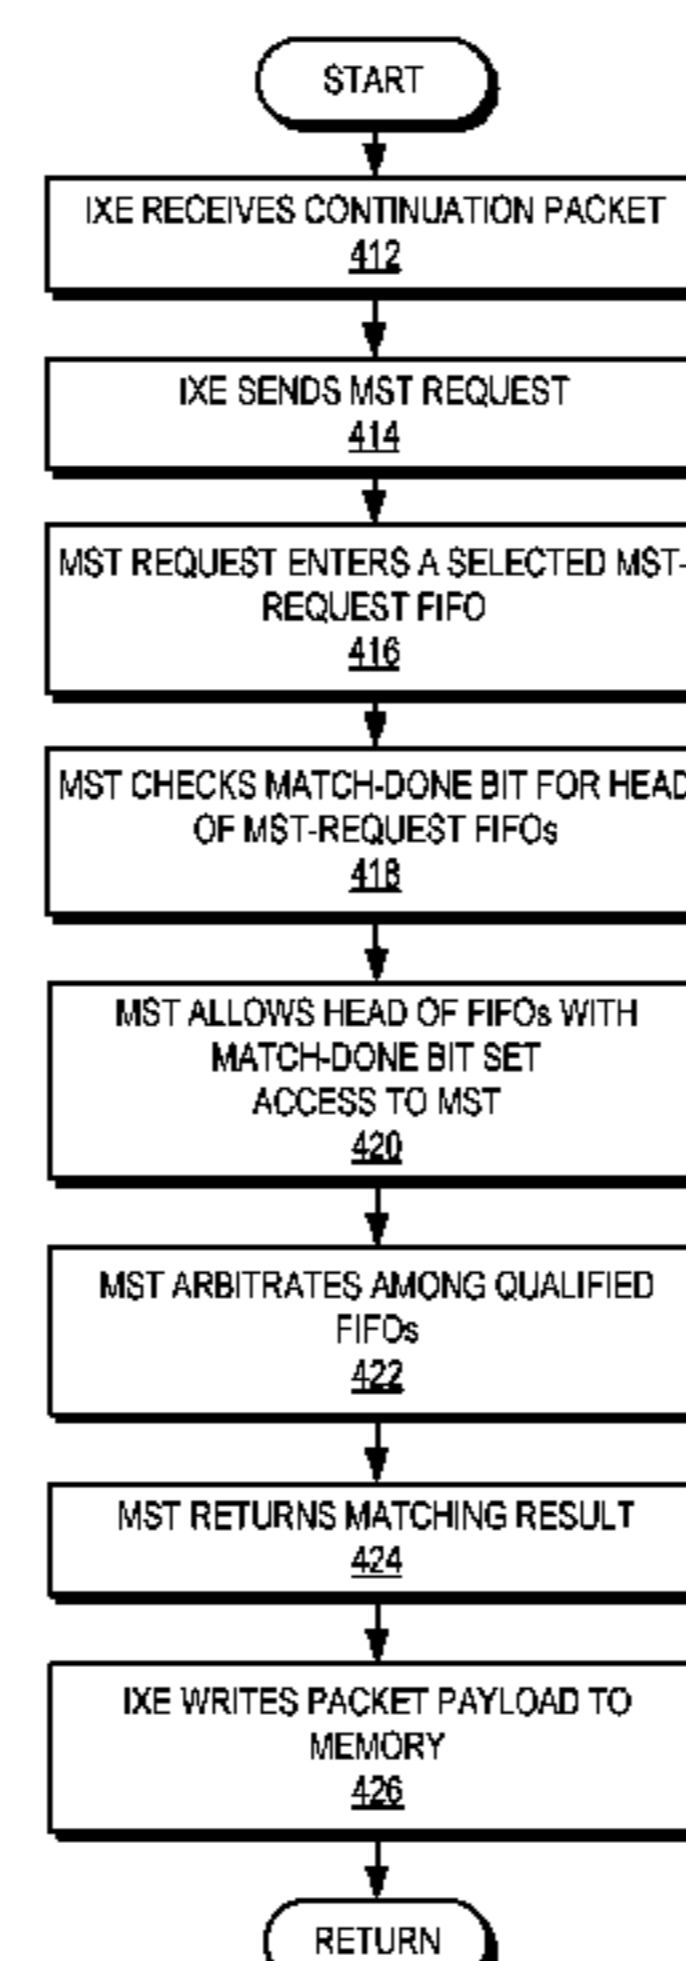 START
IXE RECEIVES CONTINUATION PACKET
412
IXE SENDS MST REQUEST
414
MST REQUEST ENTERS A SELECTED MST-
REQUEST FIFO
416
MST CHECKS MATCH-DONE BIT FOR HEAD
OF MST-REQUEST FIFOs
418
MST ALLOWS HEAD OF FIFOs WITH
MATCH-DONE BIT SET
ACCESS TO MST
420
MST ARBITRATES AMONG QUALIFIED
FIFOs
422
MST RETURNS MATCHING RESULT
424
IXE WRITES PACKET PAYLOAD TO
MEMORY
426
RETURN